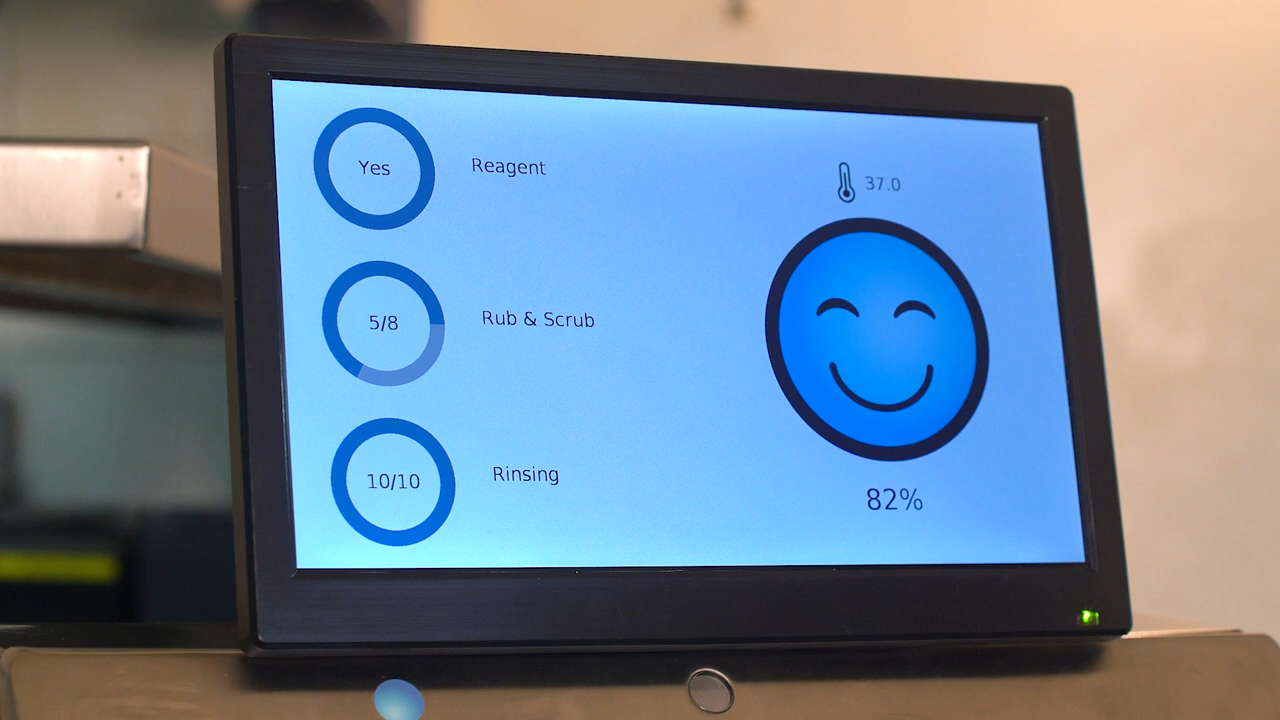 Yes
Reagent
5/8
Rub & Scrub
10/10
Rinsing
37.0
82%